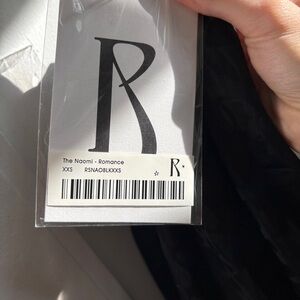 R
The Naomi - Romance
XXS RSNAOBLKXXS
R